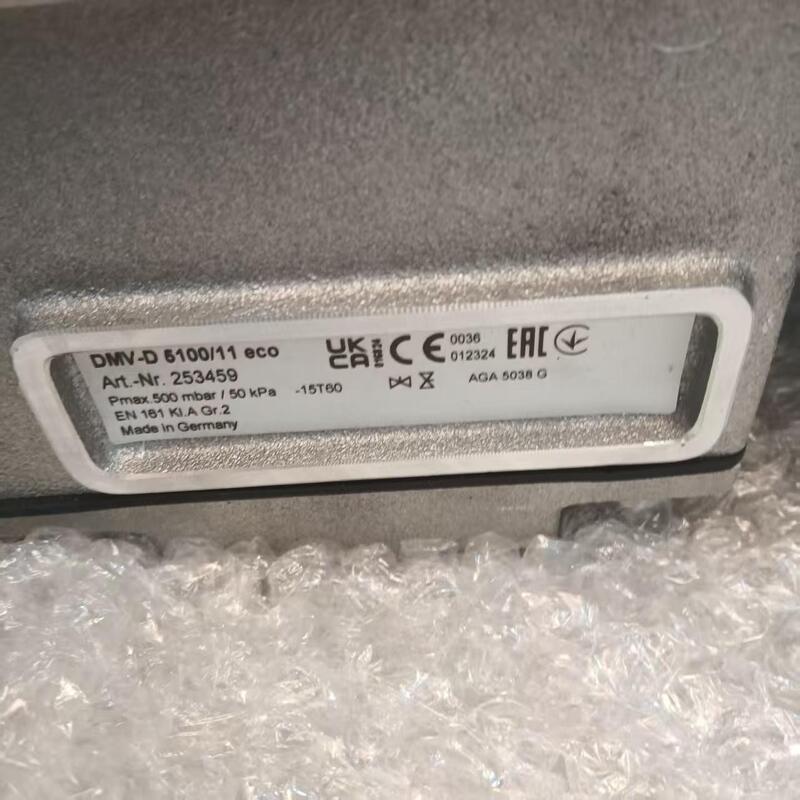 DMV-D 5100/11 eco
Art.-Nr. 253459
Pmax.500 mbar / 50 kPa -15T60
EN 161 Kl.A Gr.2
Made in Germany
UK
CA
CE 0036
012324
EAC
AGA 5038 G